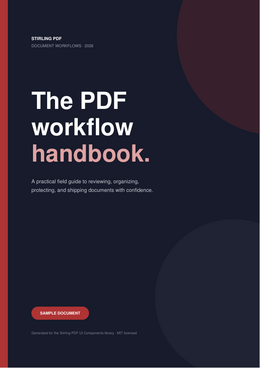 STIRLING PDF
DOCUMENT WORKFLOWS · 2026
The PDF
workflow
handbook.
A practical field guide to reviewing, organizing,
protecting, and shipping documents with confidence.
SAMPLE DOCUMENT
Generated for the Stirling PDF UI Components library · MIT licensed